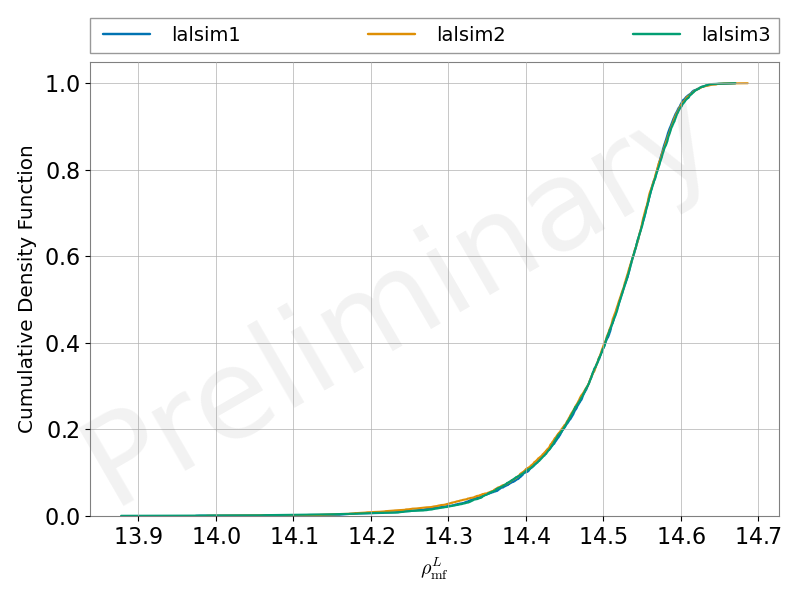 lalsim1 lalsim2 lalsim3
1.0
0.8
0.6
0.4
0.2
0.0
Cumulative Density Function
Preliminary
13.9 14.0 14.1 14.2 14.3 14.4 14.5 14.6 14.7
ρ_mf^L